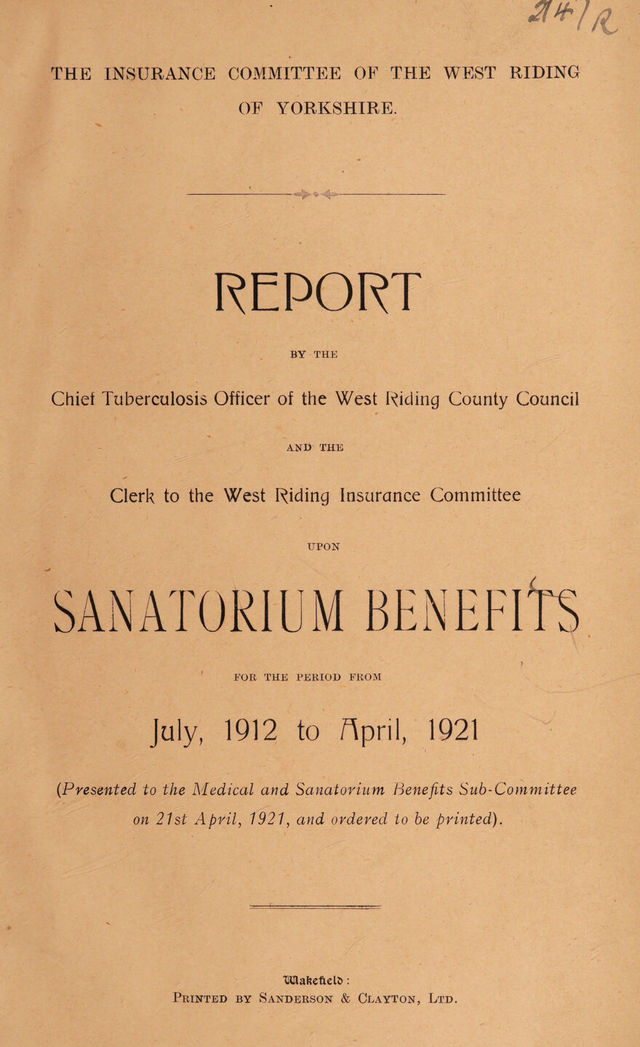 247/R
THE INSURANCE COMMITTEE OF THE WEST RIDING
OF YORKSHIRE.
REPORT
BY THE
Chief Tuberculosis Officer of the West Riding County Council
AND THE
Clerk to the West Riding Insurance Committee
UPON
SANATORIUM BENEFITS
FOR THE PERIOD FROM
July, 1912 to April, 1921
(Presented to the Medical and Sanatorium Benefits Sub-Committee
on 21st April, 1921, and ordered to be printed).
Wakefield:
PRINTED BY SANDERSON & CLAYTON, LTD.